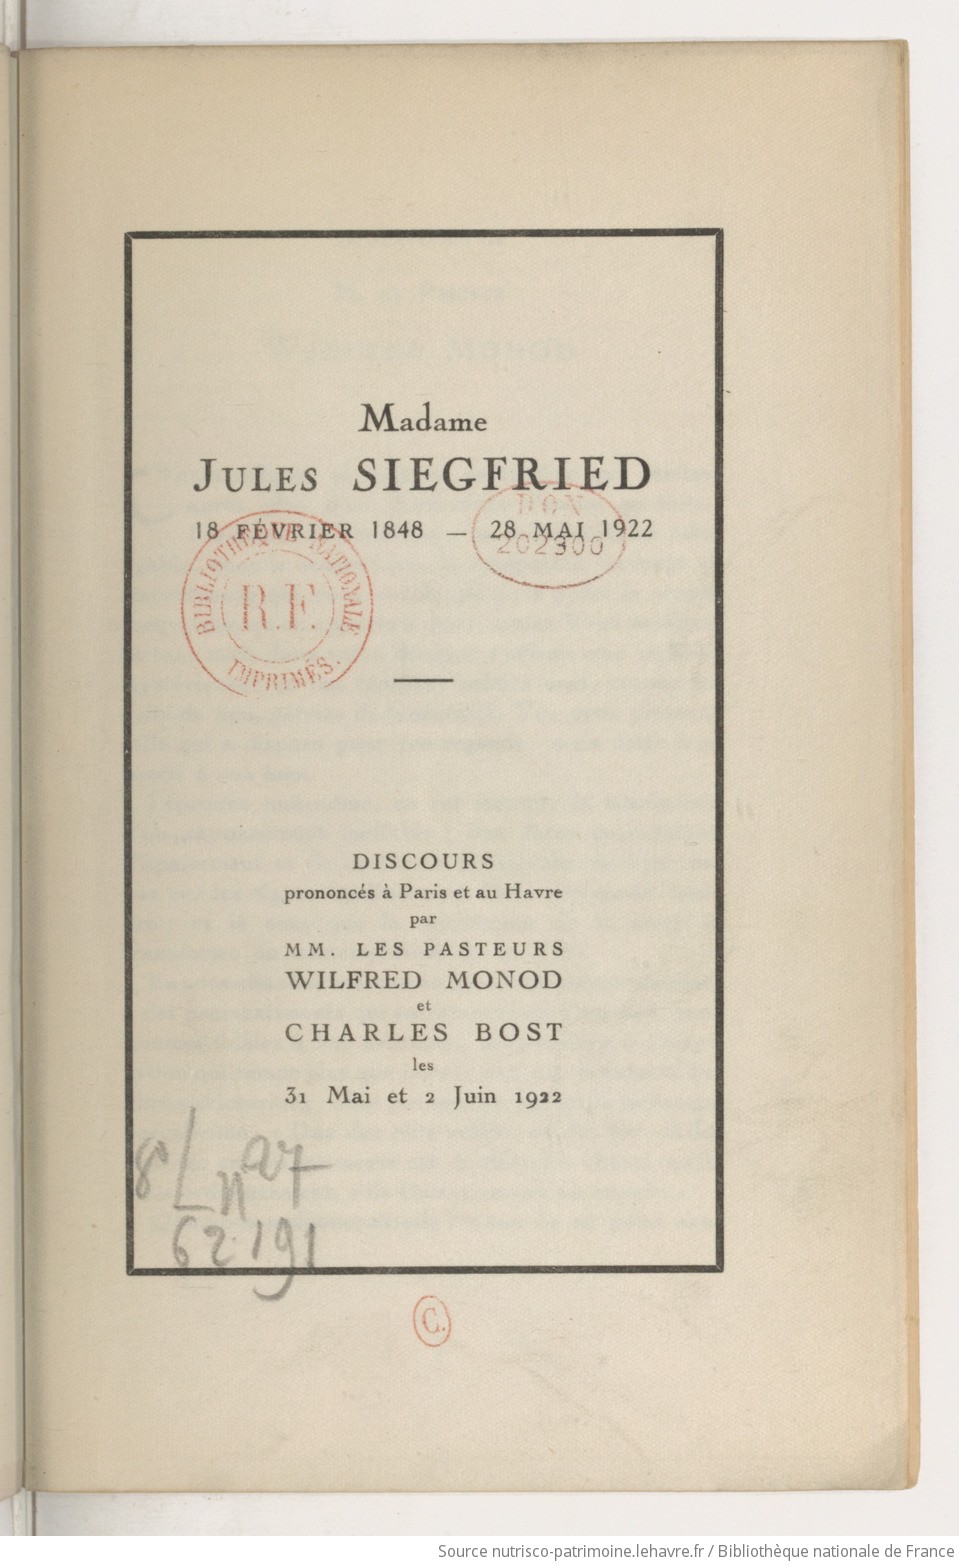 Madame
JULES SIEGFRIED
18 FÉVRIER 1848 — 28 MAI 1922
DON
202300
BIBLIOTHÈQUE NATIONALE
R.F.
IMPRIMÉS.
DISCOURS
prononcés à Paris et au Havre
par
MM. LES PASTEURS
WILFRED MONOD
et
CHARLES BOST
les
31 Mai et 2 Juin 1922
8° L n 27
62191
C.
Source nutrisco-patrimoine.lehavre.fr / Bibliothèque nationale de France